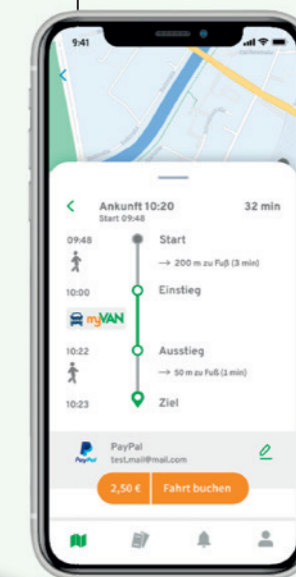 9:41
Ankunft 10:20 32 min
Start 09:48
09:48 Start
→ 200 m zu Fuß (3 min)
10:00 Einstieg
myVAN
10:22 Ausstieg
→ 50 m zu Fuß (1 min)
10:23 Ziel
PayPal
PayPal
test.mail@mail.com
2,50 € Fahrt buchen